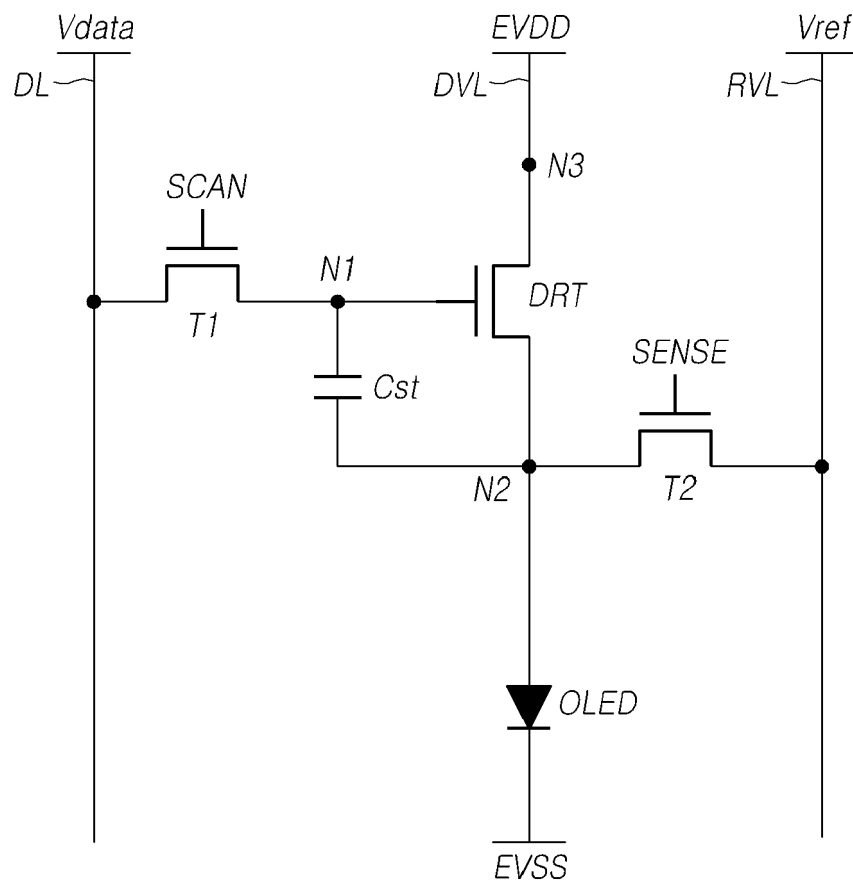 Vdata
EVDD
Vref
DL
DVL
RVL
N3
SCAN
N1
DRT
T1
SENSE
Cst
N2
T2
OLED
EVSS